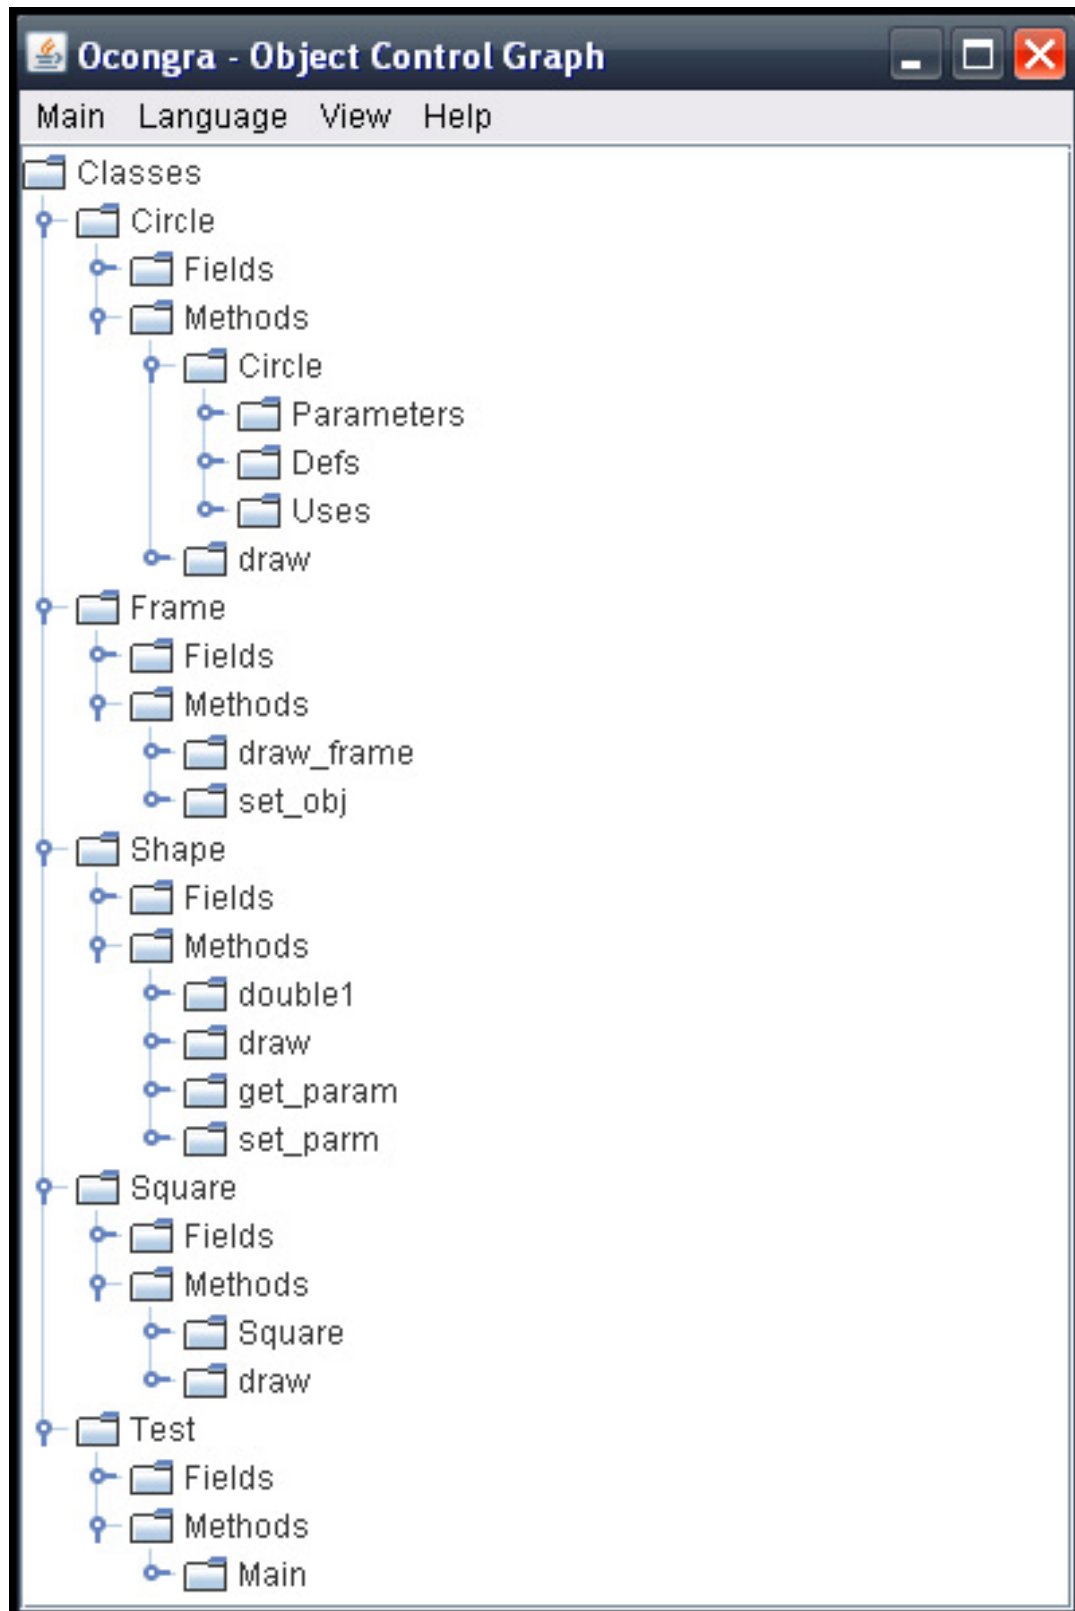 Ocongra - Object Control Graph
Main Language View Help
Classes
Circle
Fields
Methods
Circle
Parameters
Defs
Uses
draw
Frame
Fields
Methods
draw_frame
set_obj
Shape
Fields
Methods
double1
draw
get_param
set_parm
Square
Fields
Methods
Square
draw
Test
Fields
Methods
Main